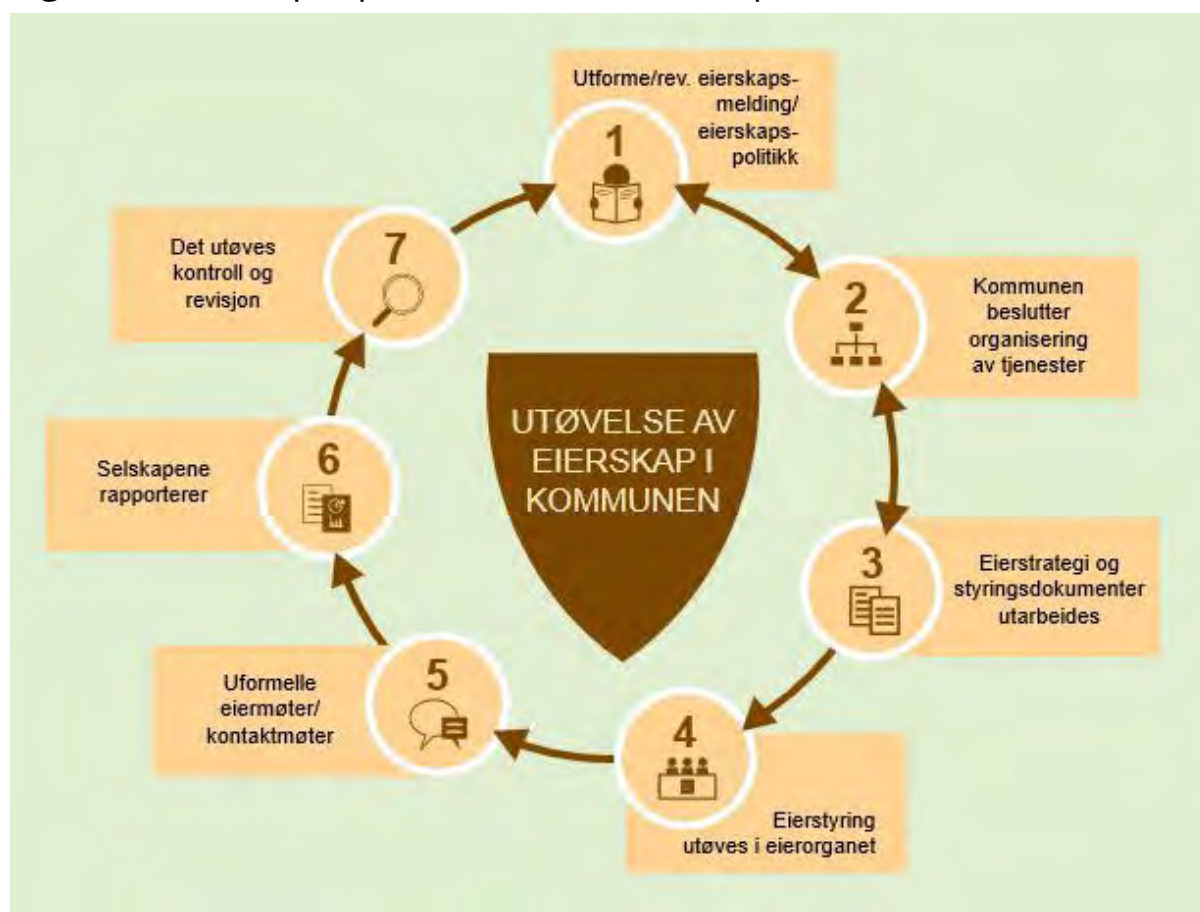 1
Utforme/rev. eierskaps-
melding/
eierskaps-
politikk
2
Kommunen
beslutter
organisering
av tjenester
3
Eierstrategi og
styringsdokumenter
utarbeides
4
Eierstyring
utøves i eierorganet
5
Uformelle
eiermøter/
kontaktmøter
6
Selskapene
rapporterer
7
Det utøves
kontroll og
revisjon
UTØVELSE AV
EIERSKAP I
KOMMUNEN